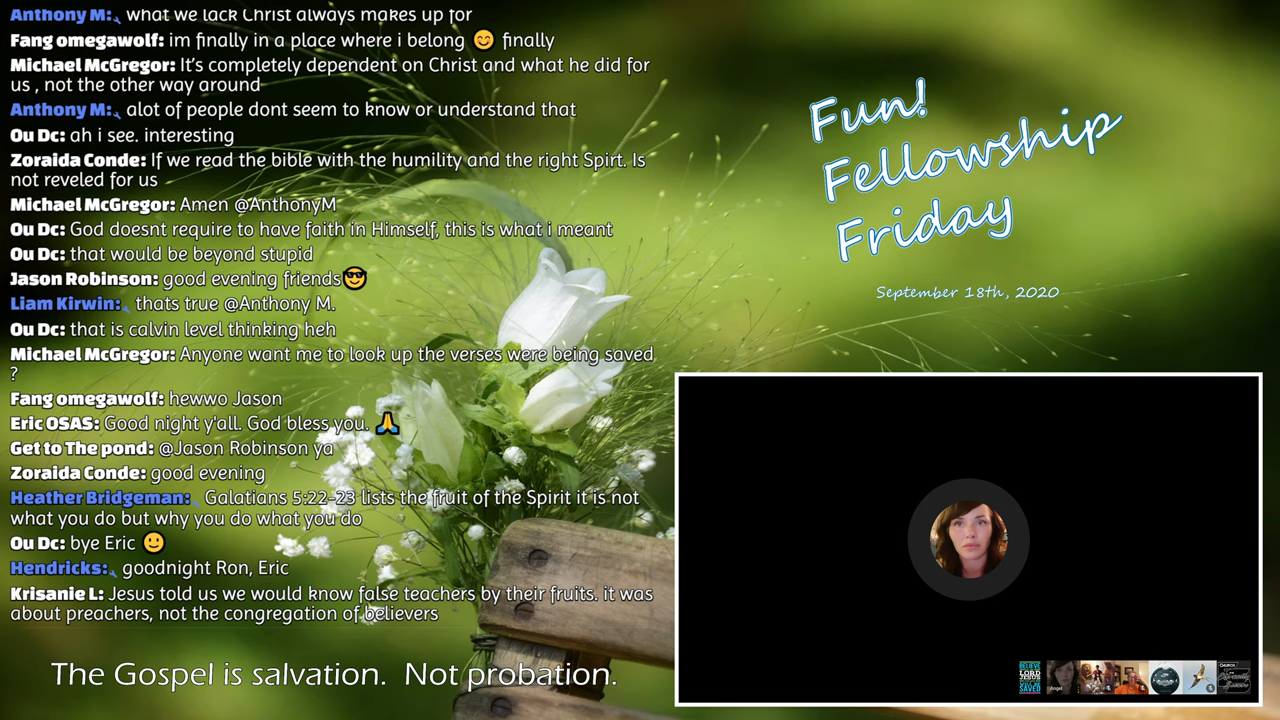 Anthony M: what we lack Christ always makes up for
Fang omegawolf: im finally in a place where i belong 😊 finally
Michael McGregor: It's completely dependent on Christ and what he did for
us , not the other way around
Anthony M: alot of people dont seem to know or understand that
Ou Dc: ah i see. interesting
Zoraida Conde: If we read the bible with the humility and the right Spirt. Is
not reveled for us
Michael McGregor: Amen @AnthonyM
Ou Dc: God doesnt require to have faith in Himself, this is what i meant
Ou Dc: that would be beyond stupid
Jason Robinson: good evening friends😎
Liam Kirwin: thats true @Anthony M.
Ou Dc: that is calvin level thinking heh
Michael McGregor: Anyone want me to look up the verses were being saved
?
Fang omegawolf: hewwo Jason
Eric OSAS: Good night y'all. God bless you. 🙏
Get to The pond: @Jason Robinson ya
Zoraida Conde: good evening
Heather Bridgeman: Galatians 5:22-23 lists the fruit of the Spirit it is not
what you do but why you do what you do
Ou Dc: bye Eric 🙂
Hendricks: goodnight Ron, Eric
Krisanie L: Jesus told us we would know false teachers by their fruits. it was
about preachers, not the congregation of believers
The Gospel is salvation. Not probation.
Fun!
Fellowship
Friday
September 18th, 2020
BELIEVE
LORD
JESUS
WILL BE
SAVED
Angel
CHURCH